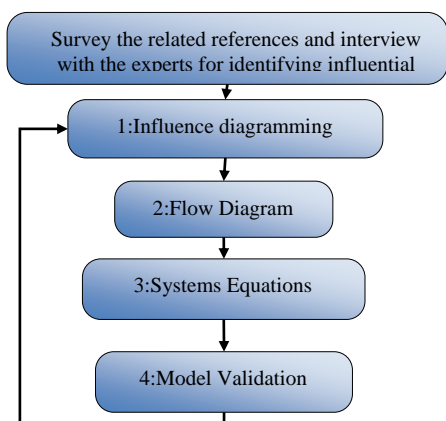 Survey the related references and interview
with the experts for identifying influential
1:Influence diagramming
2:Flow Diagram
3:Systems Equations
4:Model Validation